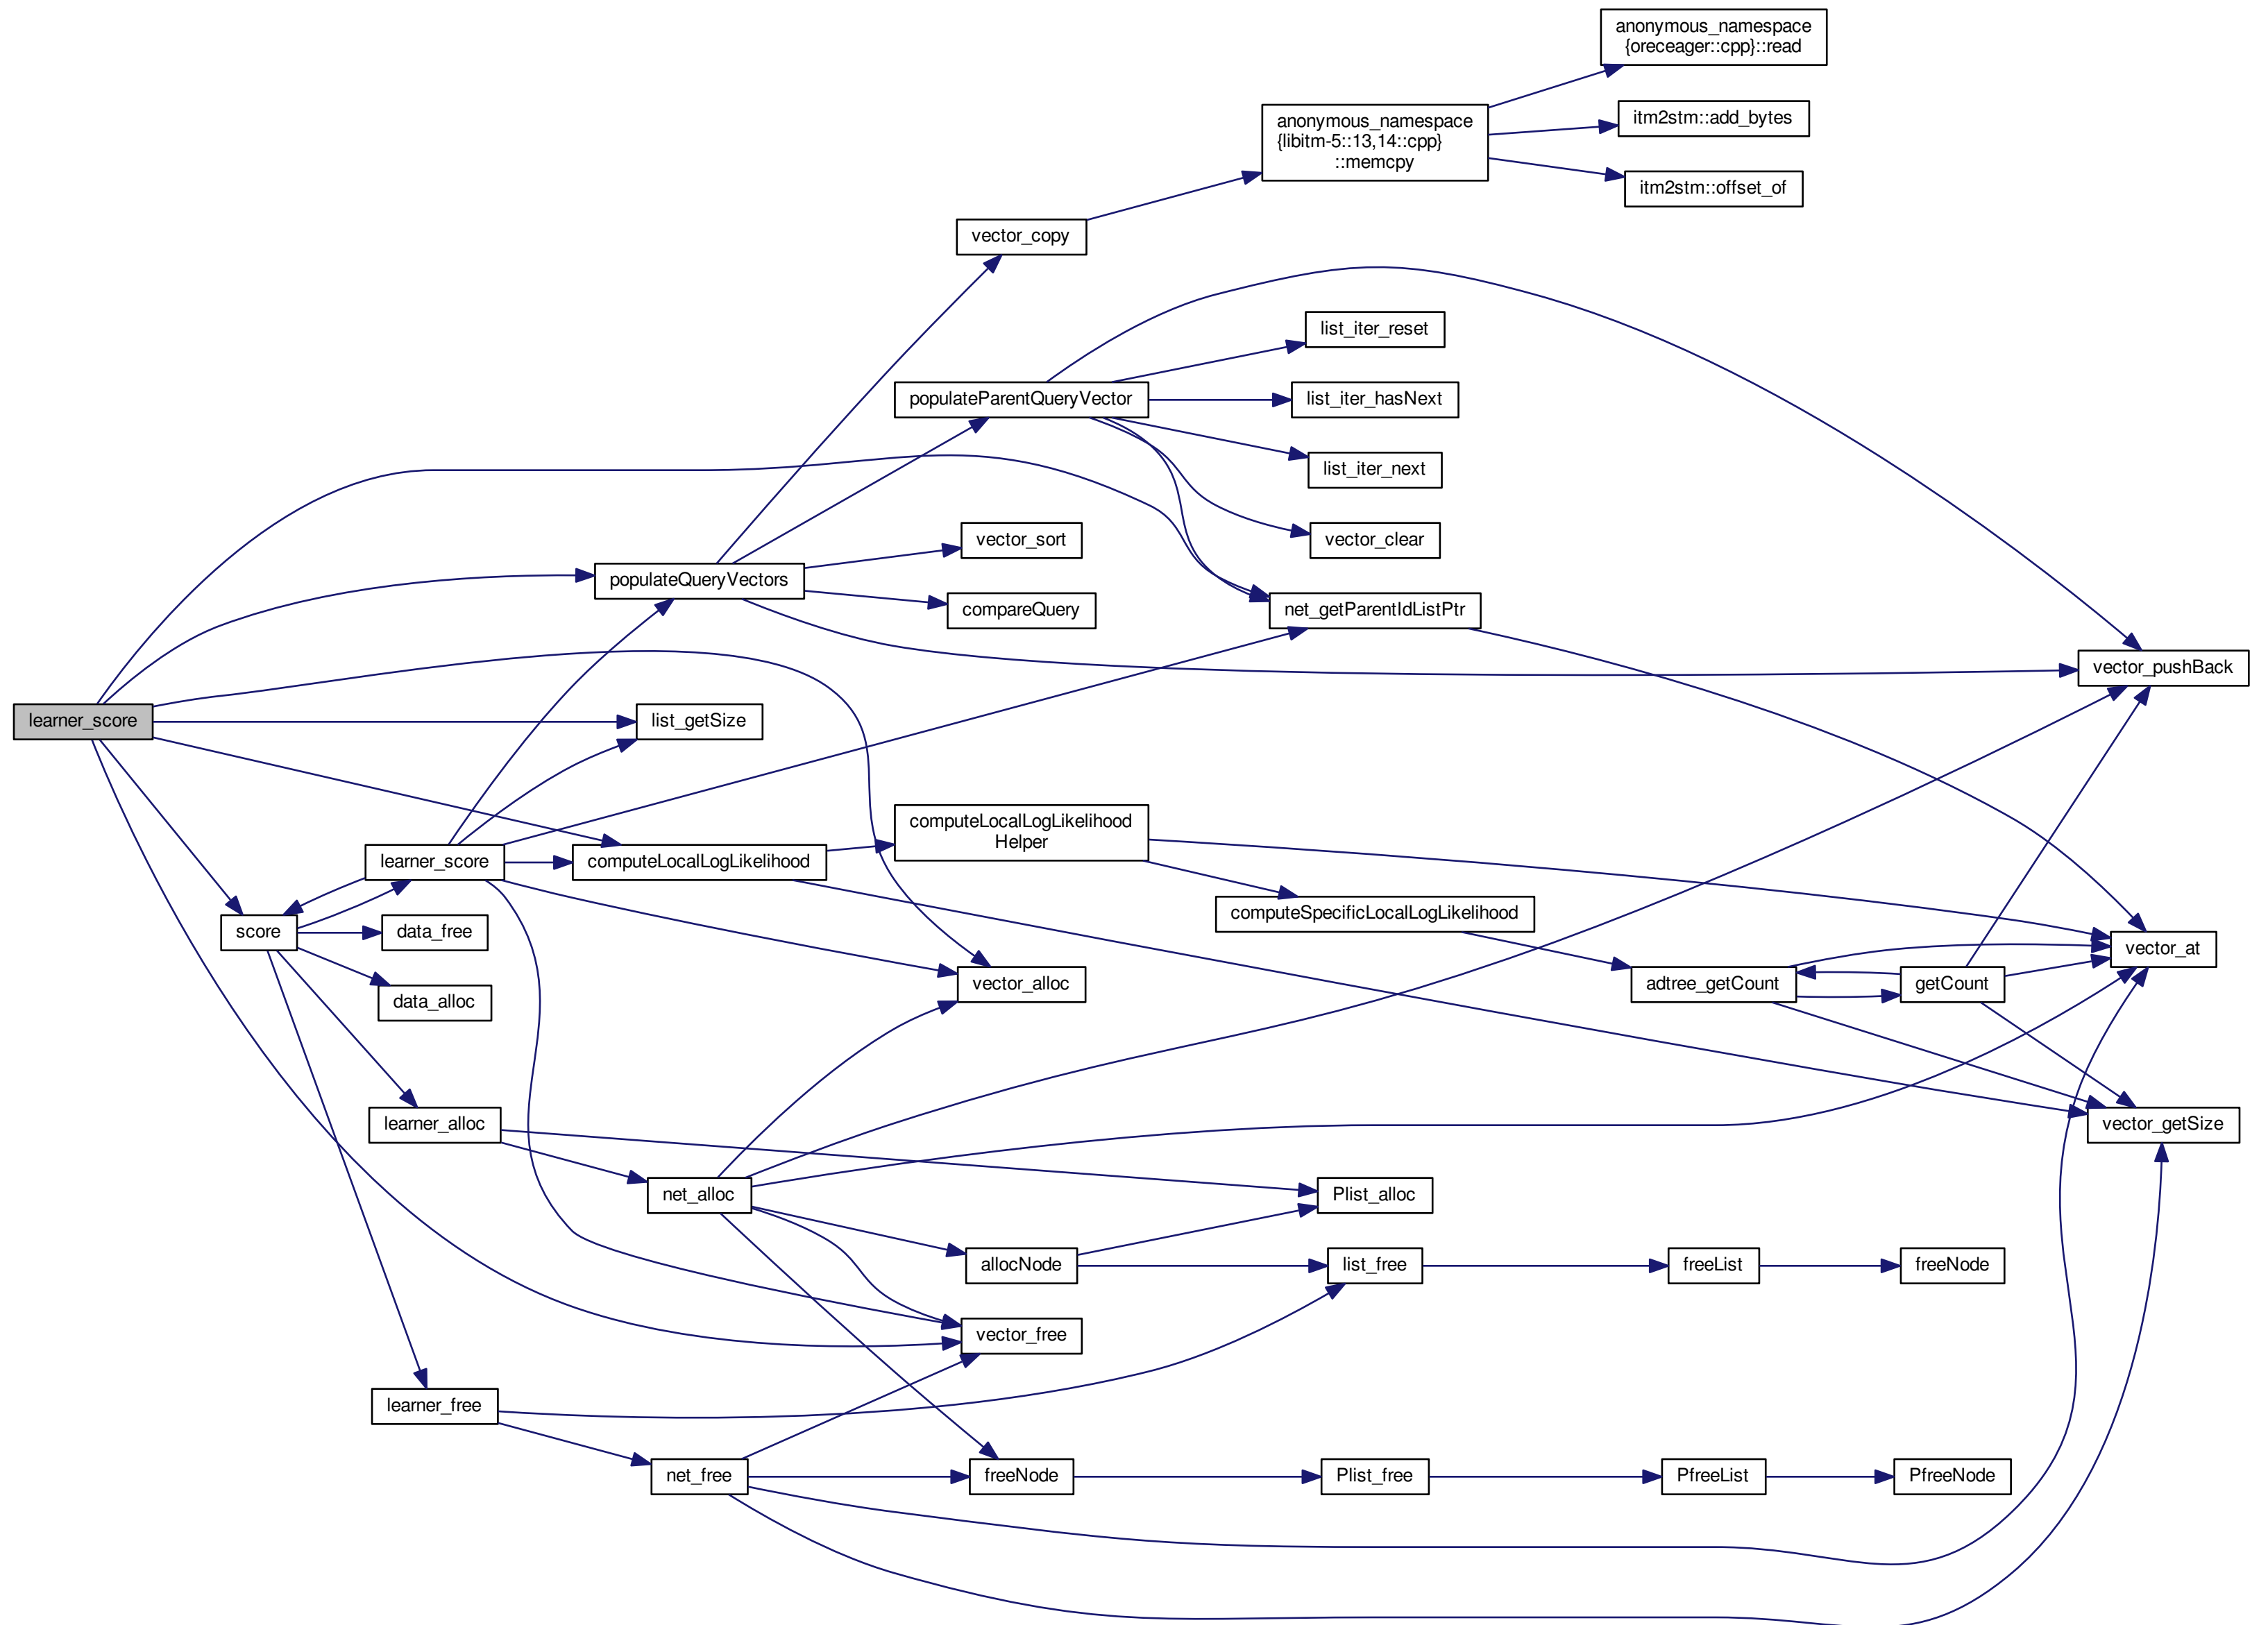 anonymous_namespace
{oreceager::cpp}::read
anonymous_namespace
{libitm-5::13,14::cpp}
::memcpy
itm2stm::add_bytes
itm2stm::offset_of
vector_copy
list_iter_reset
populateParentQueryVector
list_iter_hasNext
list_iter_next
vector_sort
vector_clear
populateQueryVectors
compareQuery
net_getParentIdListPtr
vector_pushBack
learner_score
list_getSize
computeLocalLogLikelihood
Helper
learner_score
computeLocalLogLikelihood
computeSpecificLocalLogLikelihood
score
data_free
vector_at
data_alloc
vector_alloc
adtree_getCount
getCount
learner_alloc
vector_getSize
net_alloc
Plist_alloc
allocNode
list_free
freeList
freeNode
vector_free
learner_free
net_free
freeNode
Plist_free
PfreeList
PfreeNode